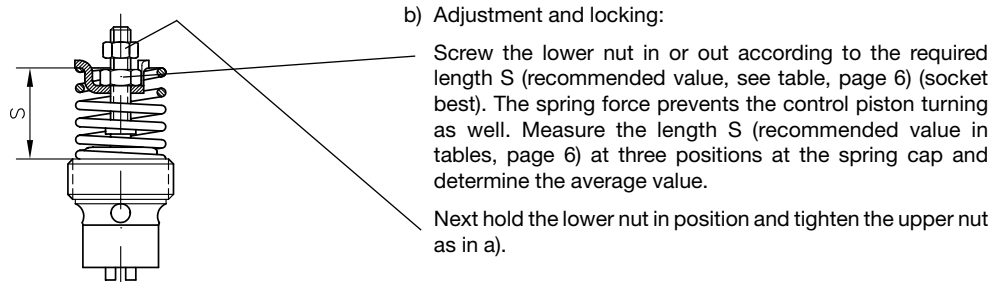 S
b) Adjustment and locking:
Screw the lower nut in or out according to the required
length S (recommended value, see table, page 6) (socket
best). The spring force prevents the control piston turning
as well. Measure the length S (recommended value in
tables, page 6) at three positions at the spring cap and
determine the average value.
Next hold the lower nut in position and tighten the upper nut
as in a).